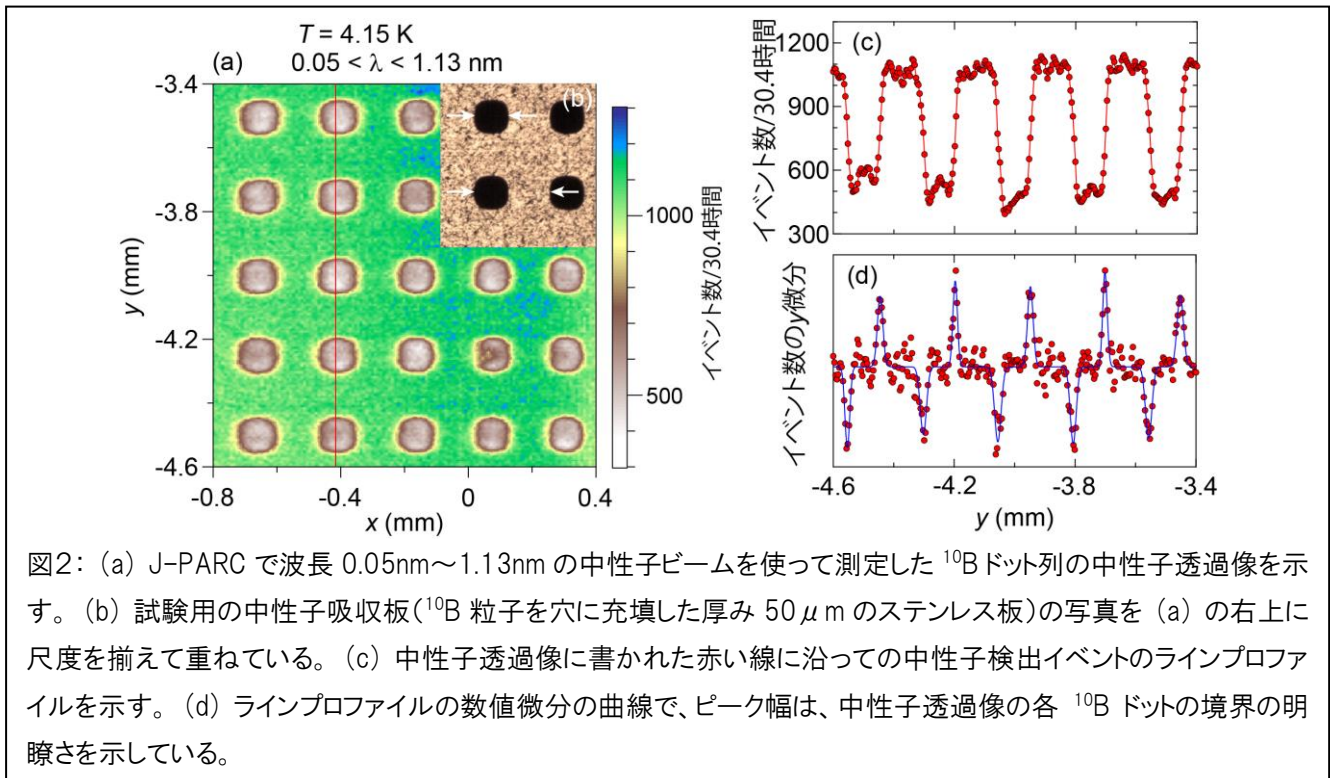 T = 4.15 K
0.05 < λ < 1.13 nm
(a)
(b)
-3.4
-3.8
-4.2
-4.6
y (mm)
-0.8
-0.4
0
0.4
x (mm)
1000
500
イベント数/30.4時間
(c)
1200
900
600
300
イベント数/30.4時間
(d)
イベント数のy微分
-4.6
-4.2
-3.8
-3.4
y (mm)
図2: (a) J-PARC で波長 0.05nm~1.13nm の中性子ビームを使って測定した ¹⁰B ドット列の中性子透過像を示
す。(b) 試験用の中性子吸収板(¹⁰B 粒子を穴に充填した厚み 50μm のステンレス板)の写真を (a) の右上に
尺度を揃えて重ねている。(c) 中性子透過像に書かれた赤い線に沿っての中性子検出イベントのラインプロファ
イルを示す。(d) ラインプロファイルの数値微分の曲線で、ピーク幅は、中性子透過像の各 ¹⁰B ドットの境界の明
瞭さを示している。